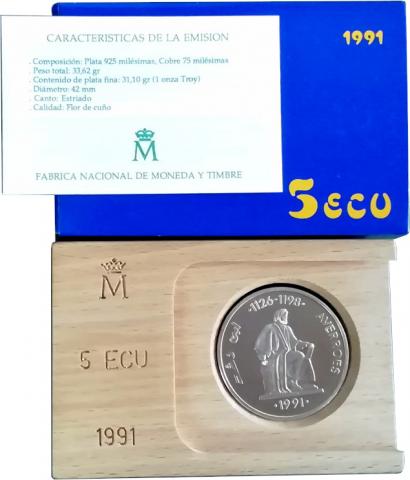 CARACTERISTICAS DE LA EMISION
. Composición: Plata 925 milésimas, Cobre 75 milésimas
. Peso total: 33,62 gr
. Contenido de plata fina: 31,10 gr (1 onza Troy)
. Diámetro: 42 mm
. Canto: Estriado
. Calidad: Flor de cuño
M
FABRICA NACIONAL DE MONEDA Y TIMBRE
1991
5 ECU
M
5 ECU
1991
·1126-1198·
AVERROES
·1991·